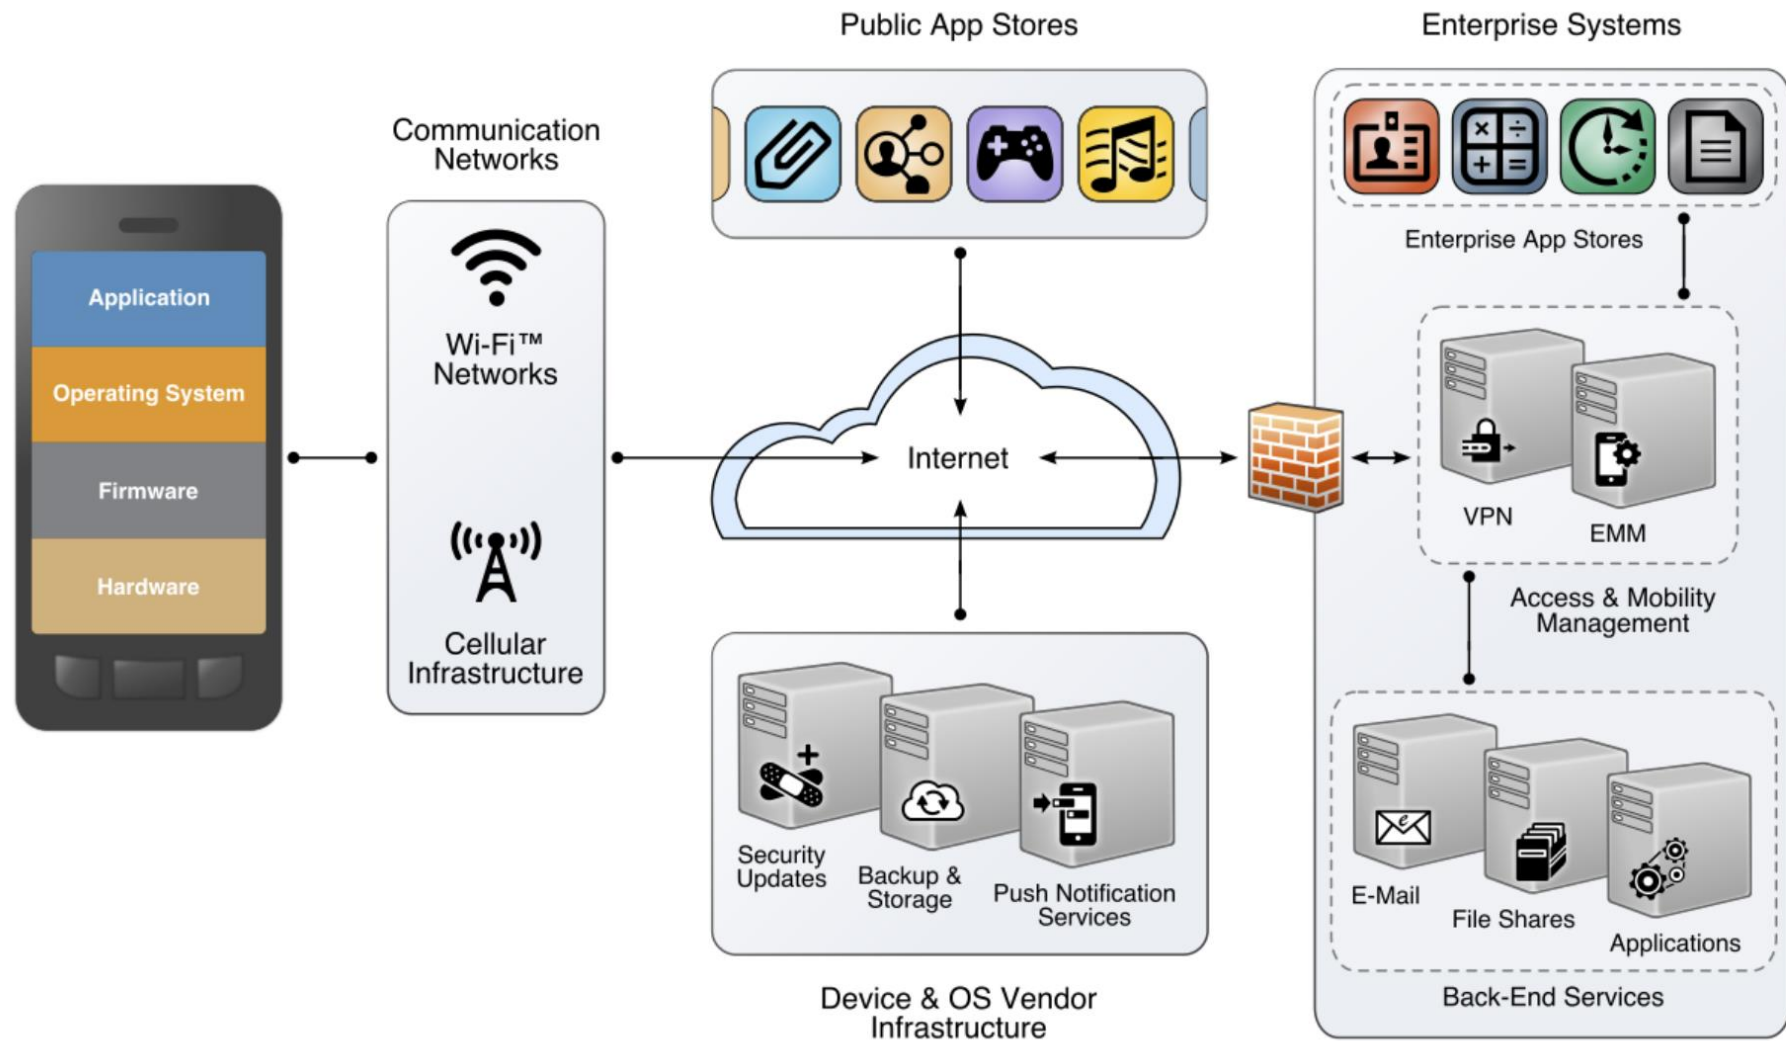 Public App Stores
Enterprise Systems
Communication
Networks
Application
Operating System
Firmware
Hardware
Wi-Fi™
Networks
Cellular
Infrastructure
Internet
Enterprise App Stores
VPN
EMM
Access & Mobility
Management
Security
Updates
Backup &
Storage
Push Notification
Services
Device & OS Vendor
Infrastructure
E-Mail
File Shares
Applications
Back-End Services